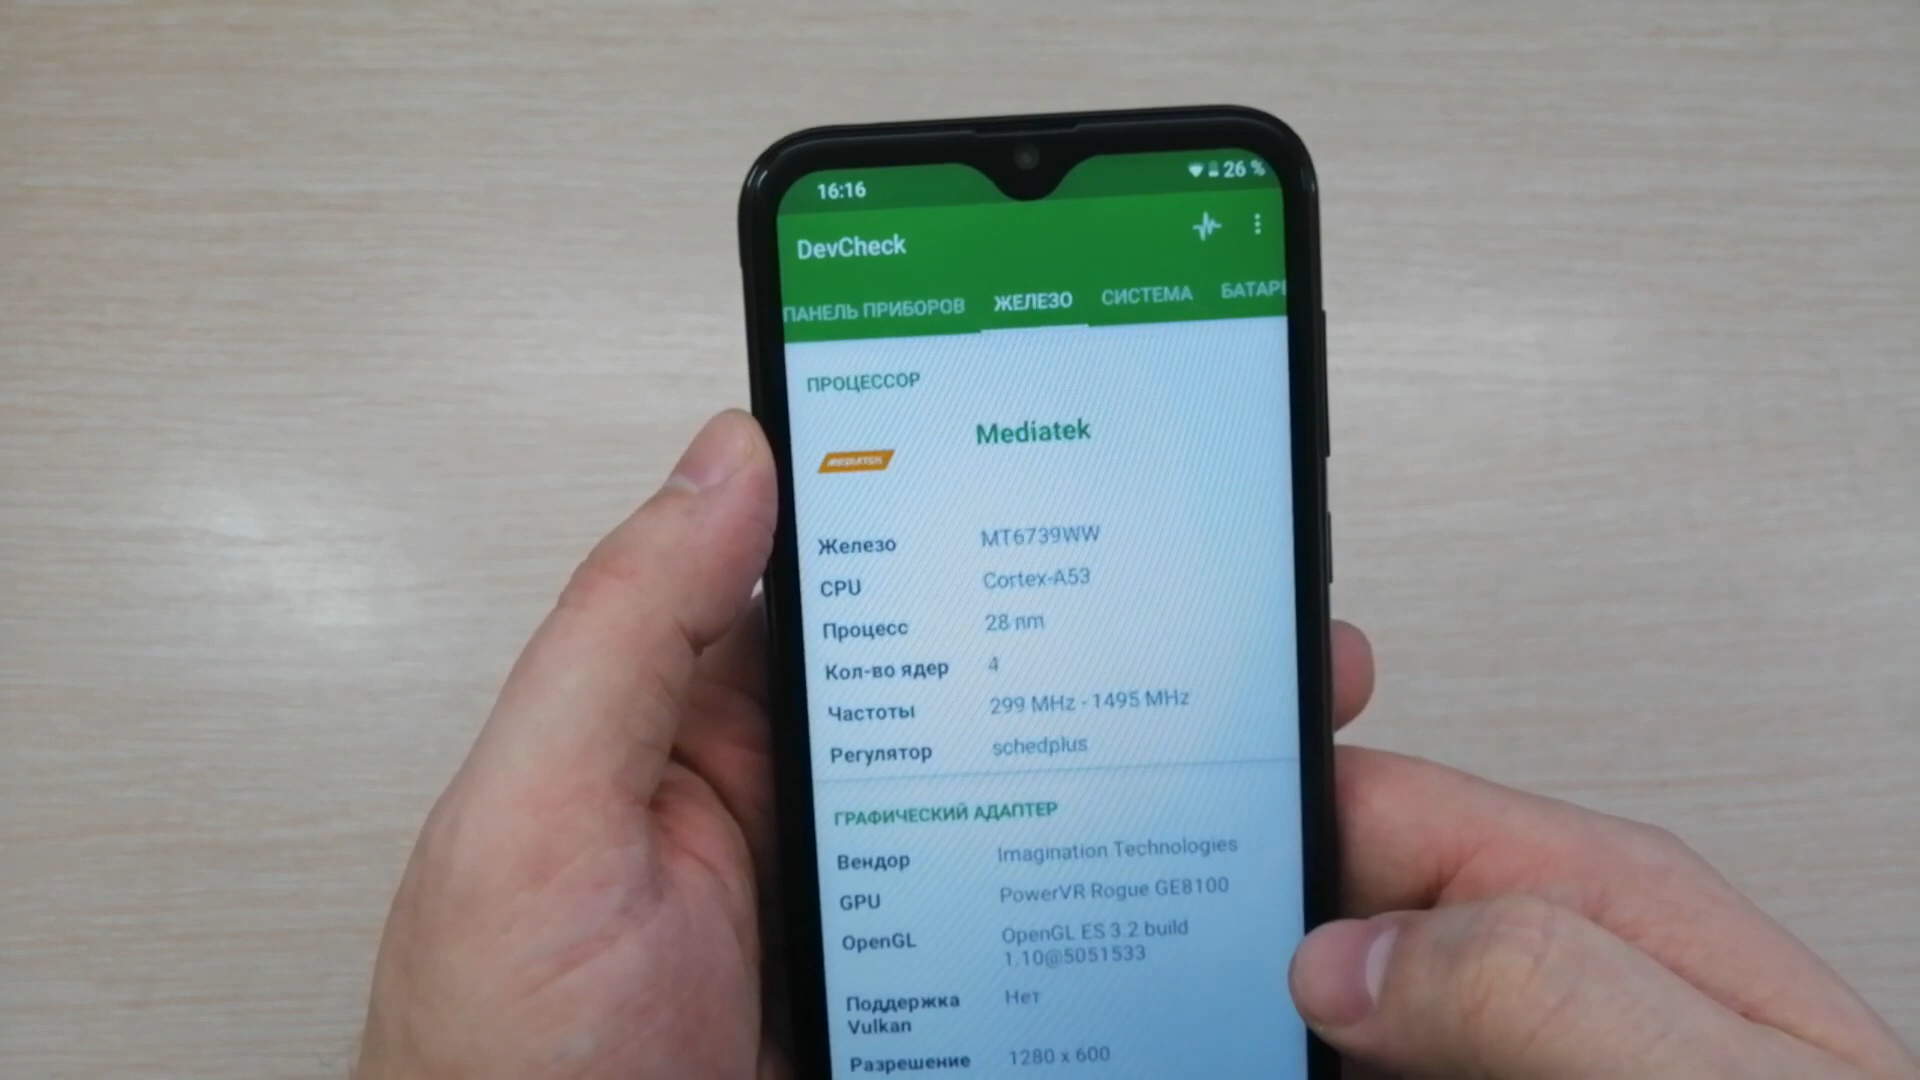 16:16 26 %
DevCheck
ПАНЕЛЬ ПРИБОРОВ ЖЕЛЕЗО СИСТЕМА БАТАРЕ
ПРОЦЕССОР
Mediatek
MEDIATEK
Железо MT6739WW
CPU Cortex-A53
Процесс 28 nm
Кол-во ядер 4
Частоты 299 MHz - 1495 MHz
Регулятор schedplus
ГРАФИЧЕСКИЙ АДАПТЕР
Вендор Imagination Technologies
GPU PowerVR Rogue GE8100
OpenGL OpenGL ES 3.2 build
1.10@5051533
Поддержка Нет
Vulkan
Разрешение 1280 x 600